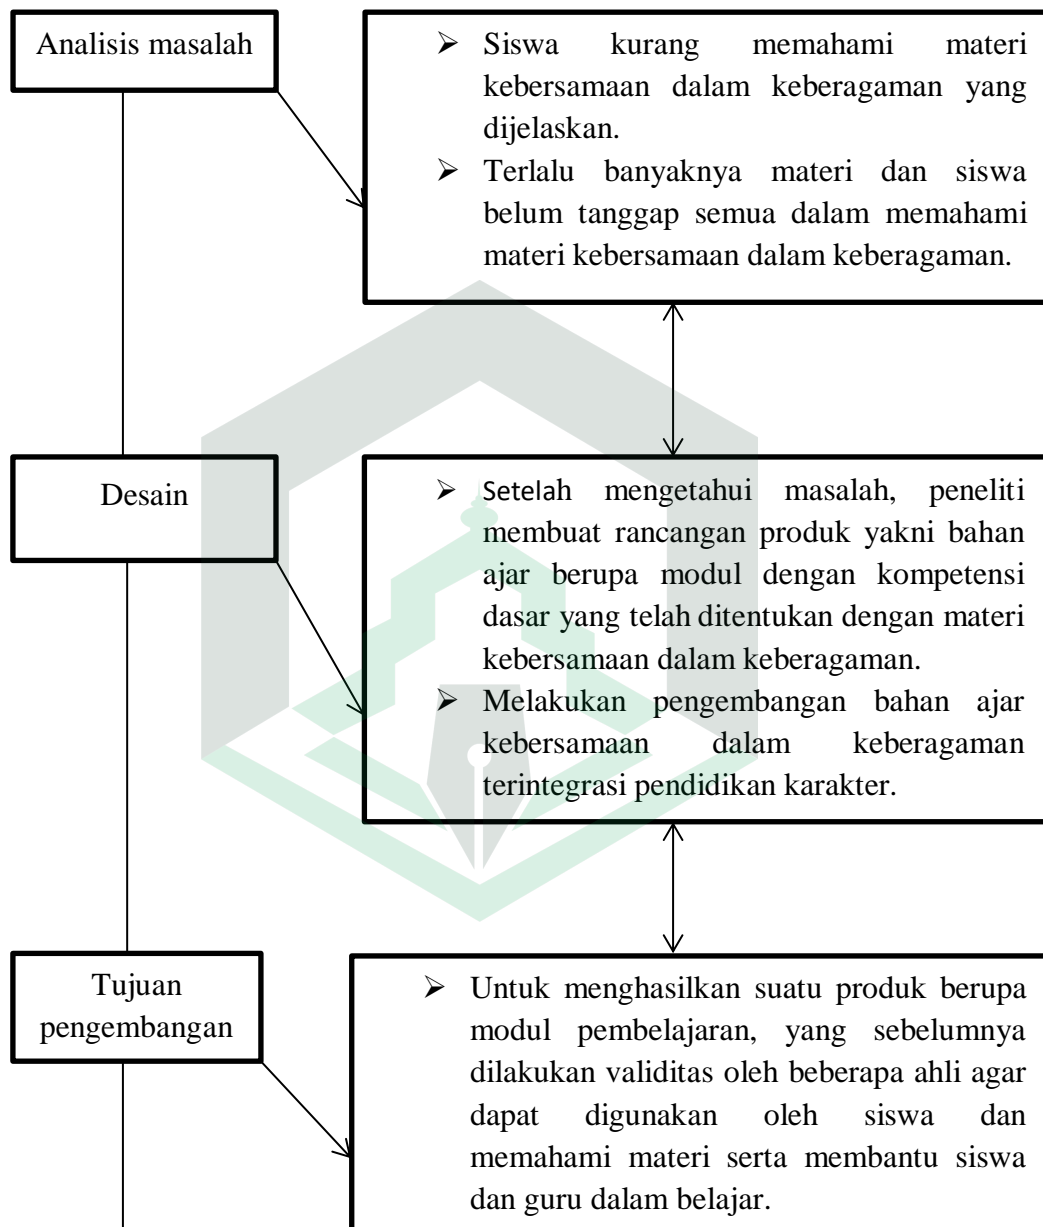 Analisis masalah
➢ Siswa kurang memahami materi
kebersamaan dalam keberagaman yang
dijelaskan.
➢ Terlalu banyaknya materi dan siswa
belum tanggap semua dalam memahami
materi kebersamaan dalam keberagaman.
Desain
➢ Setelah mengetahui masalah, peneliti
membuat rancangan produk yakni bahan
ajar berupa modul dengan kompetensi
dasar yang telah ditentukan dengan materi
kebersamaan dalam keberagaman.
➢ Melakukan pengembangan bahan ajar
kebersamaan dalam keberagaman
terintegrasi pendidikan karakter.
Tujuan
pengembangan
➢ Untuk menghasilkan suatu produk berupa
modul pembelajaran, yang sebelumnya
dilakukan validitas oleh beberapa ahli agar
dapat digunakan oleh siswa dan
memahami materi serta membantu siswa
dan guru dalam belajar.